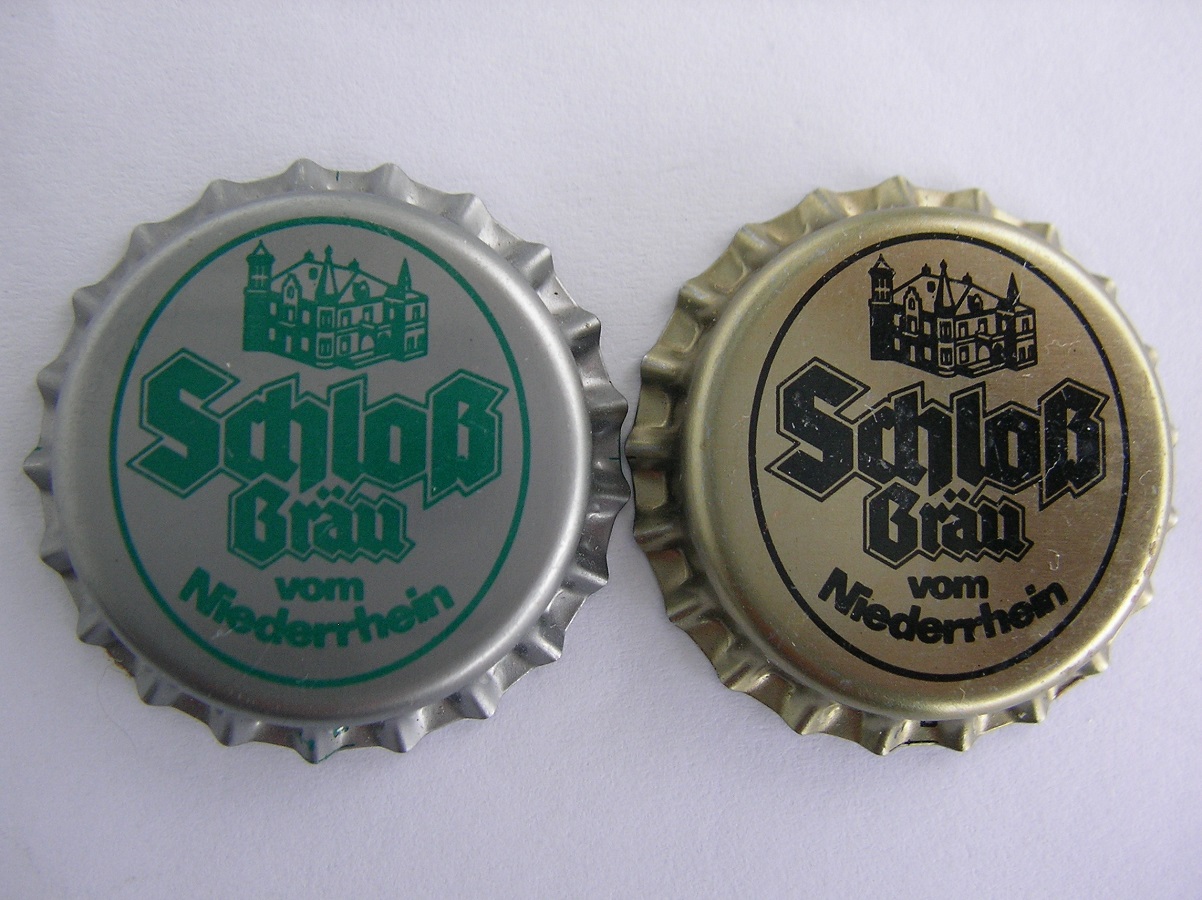 Schloß
Bräu
vom
Niederrhein
Schloß
Bräu
vom
Niederrhein